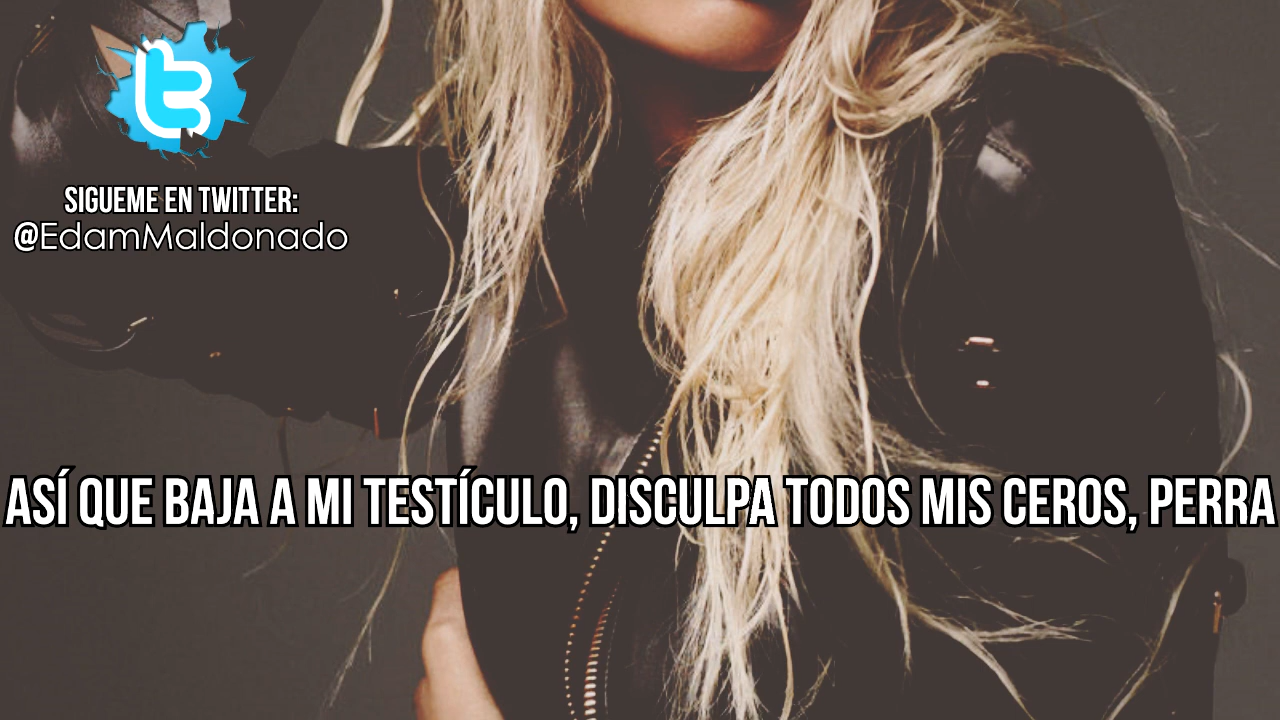 SIGUEME EN TWITTER:
@EdamMaldonado
ASÍ QUE BAJA A MI TESTÍCULO, DISCULPA TODOS MIS CEROS, PERRA